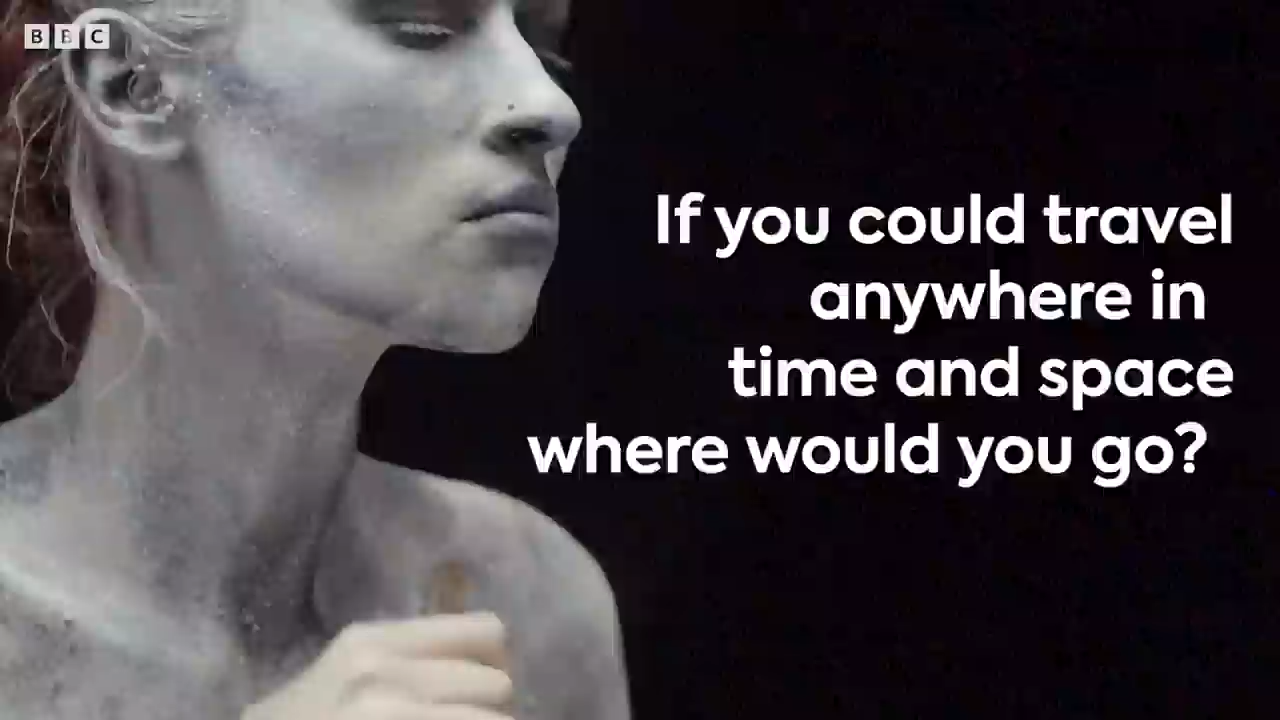 BBC
If you could travel
anywhere in
time and space
where would you go?